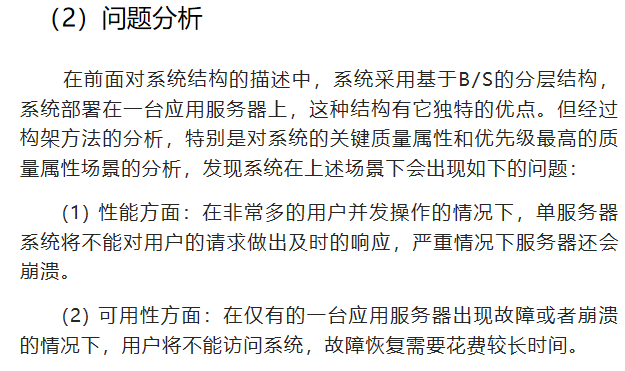 （2）问题分析
在前面对系统结构的描述中，系统采用基于B/S的分层结构，
系统部署在一台应用服务器上，这种结构有它独特的优点。但经过
构架方法的分析，特别是对系统的关键质量属性和优先级最高的质
量属性场景的分析，发现系统在上述场景下会出现如下的问题：
(1) 性能方面：在非常多的用户并发操作的情况下，单服务器
系统将不能对用户的请求做出及时的响应，严重情况下服务器还会
崩溃。
(2) 可用性方面：在仅有的一台应用服务器出现故障或者崩溃
的情况下，用户将不能访问系统，故障恢复需要花费较长时间。